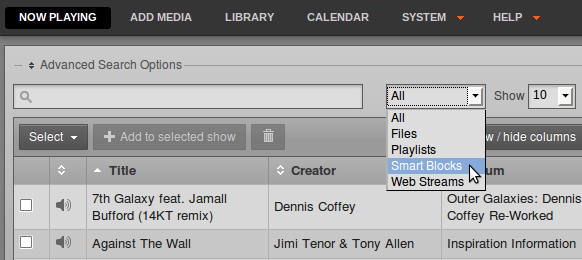 NOW PLAYING ADD MEDIA LIBRARY CALENDAR SYSTEM HELP
Advanced Search Options
All Show 10
All
Files
Playlists
Smart Blocks
Web Streams
Select Add to selected show / hide columns
Title Creator um
7th Galaxy feat. Jamall
Bufford (14KT remix)
Dennis Coffey
Outer Galaxies: Dennis
Coffey Re-Worked
Against The Wall Jimi Tenor & Tony Allen Inspiration Information